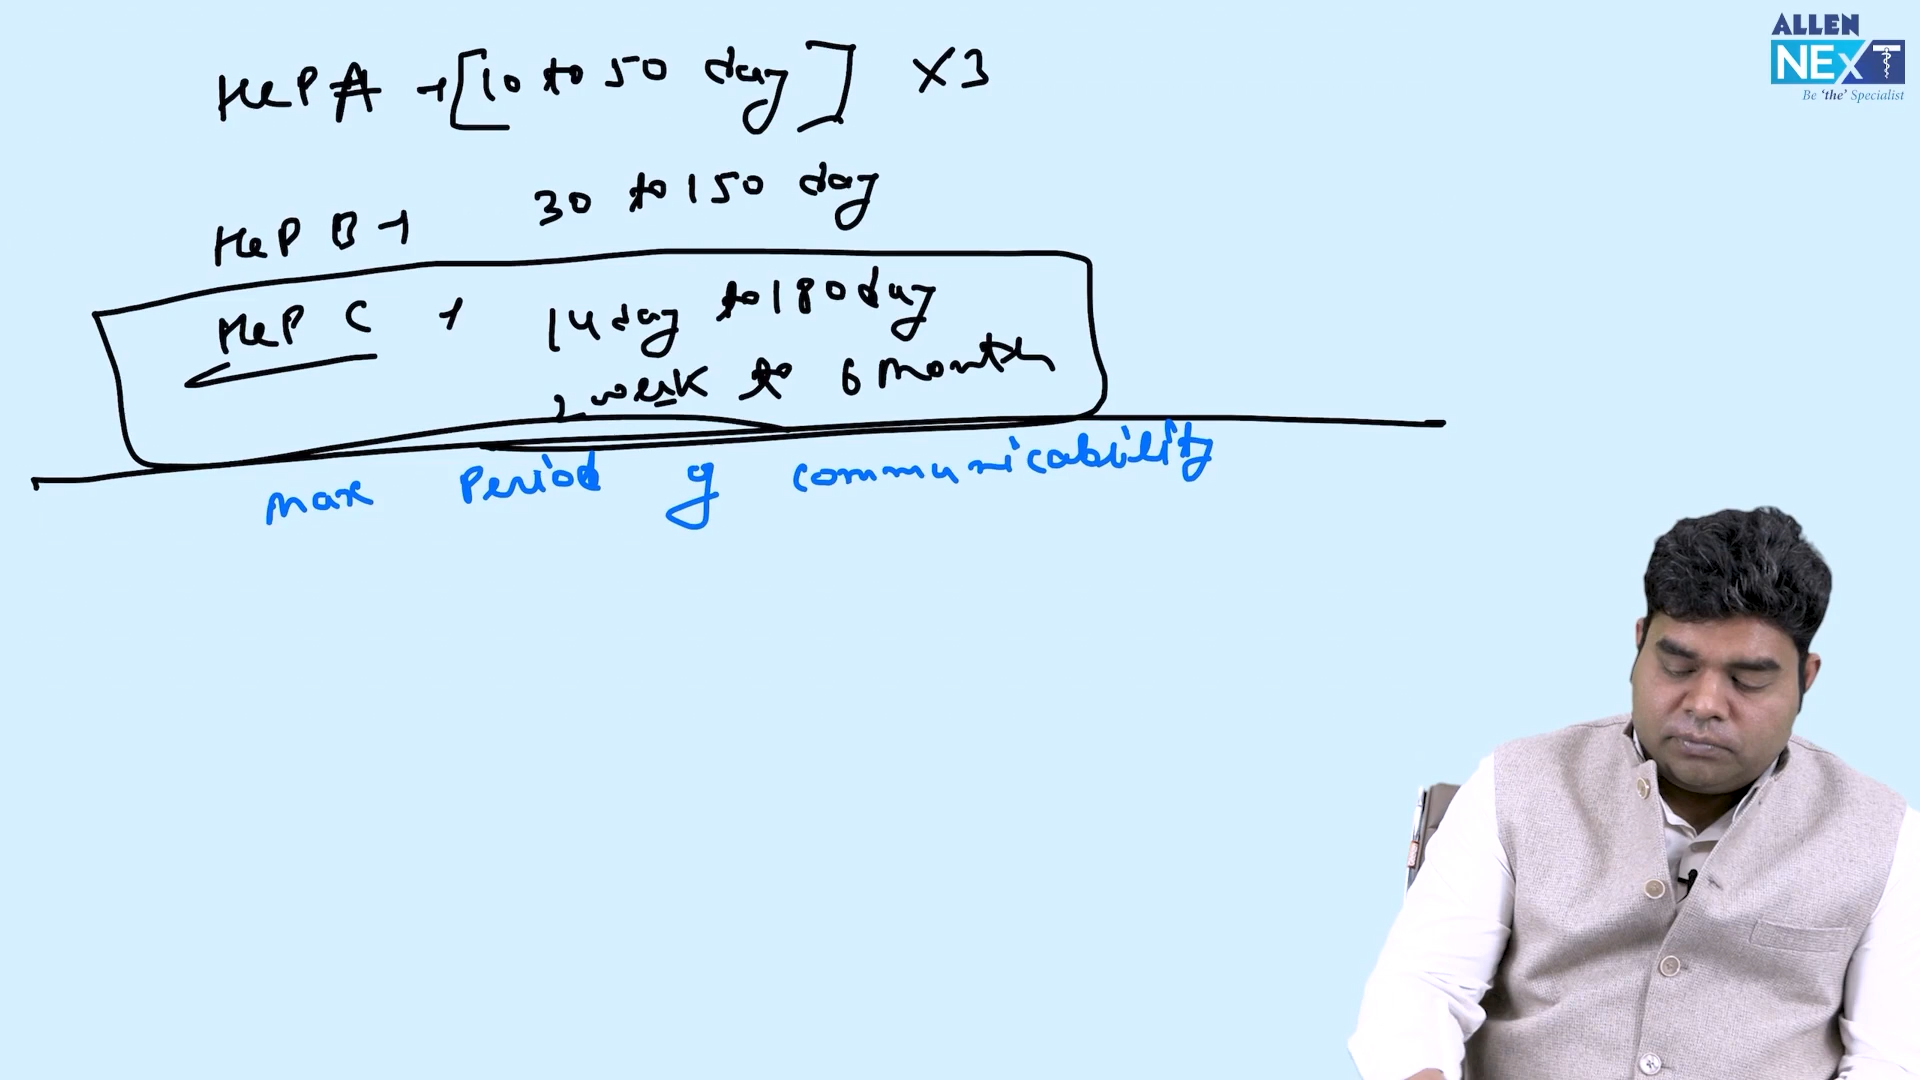 ALLEN
NEXT
Be 'the' Specialist
HeP A → [10 to 50 day] X3
HeP B → 30 to 150 day
HeP C → 14 day to 180 day
2 week to 6 month
Max Period of communicability